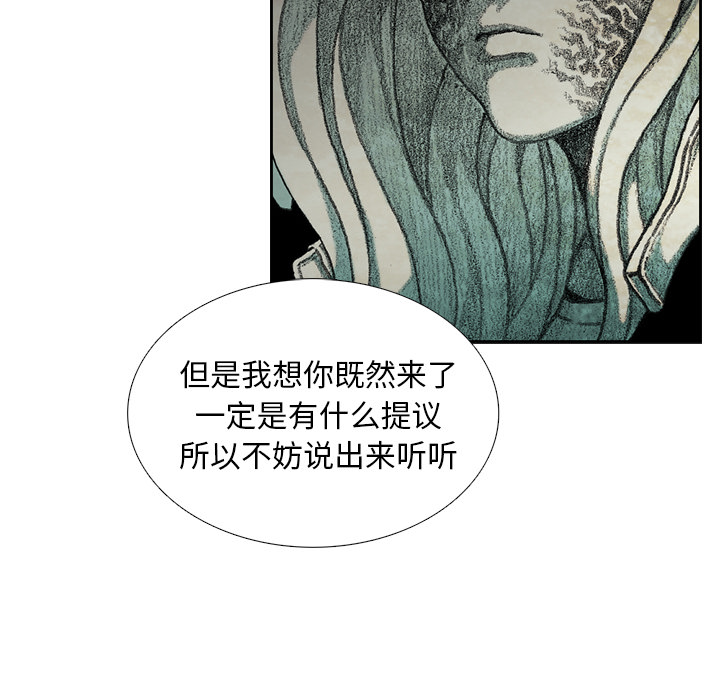 但是我想你既然来了
一定是有什么提议
所以不妨说出来听听